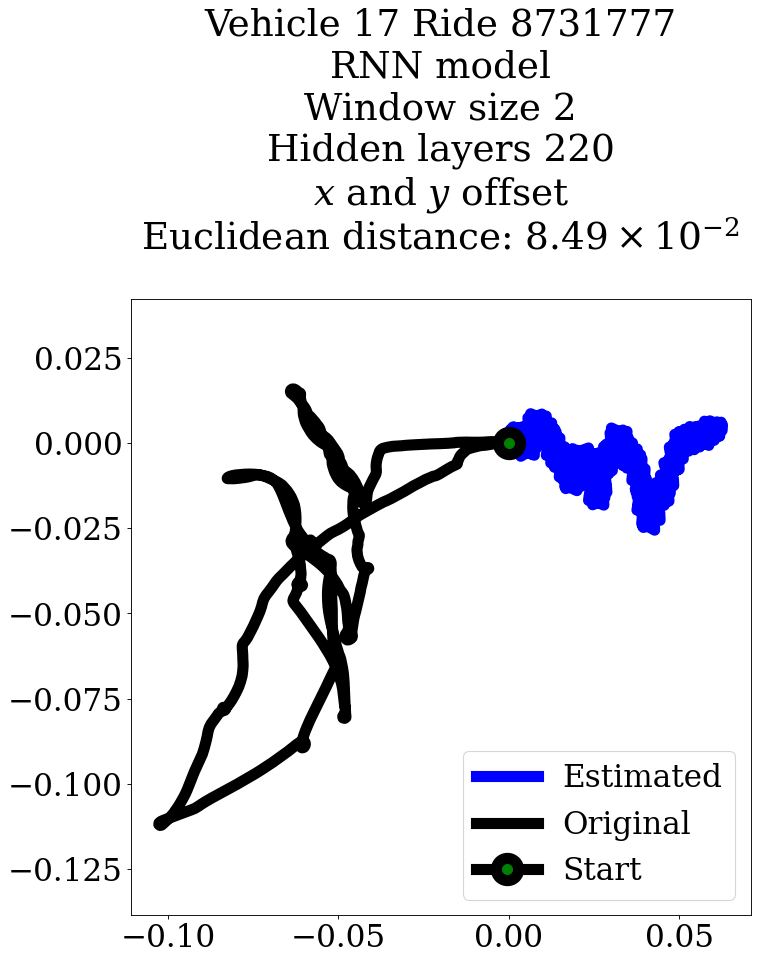 Vehicle 17 Ride 8731777
RNN model
Window size 2
Hidden layers 220
x and y offset
Euclidean distance: 8.49 × 10⁻²
0.025
0.000
−0.025
−0.050
−0.075
−0.100
−0.125
Estimated
Original
Start
−0.10
−0.05
0.00
0.05